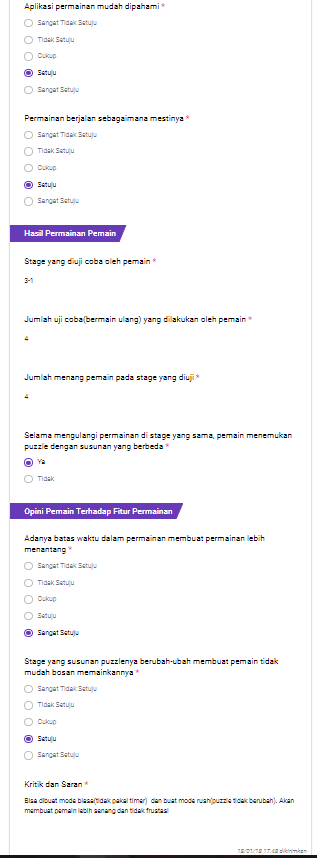 Aplikasi permainan mudah dipahami *
Sangat Tidak Setuju
Tidak Setuju
Cukup
Setuju
Sangat Setuju
Permainan berjalan sebagaimana mestinya *
Sangat Tidak Setuju
Tidak Setuju
Cukup
Setuju
Sangat Setuju
Hasil Permainan Pemain
Stage yang diuji coba oleh pemain *
3-1
Jumlah uji coba(bermain ulang) yang dilakukan oleh pemain *
4
Jumlah menang pemain pada stage yang diuji *
4
Selama mengulangi permainan di stage yang sama, pemain menemukan
puzzle dengan susunan yang berbeda *
Ya
Tidak
Opini Pemain Terhadap Fitur Permainan
Adanya batas waktu dalam permainan membuat permainan lebih
menantang *
Sangat Tidak Setuju
Tidak Setuju
Cukup
Setuju
Sangat Setuju
Stage yang susunan puzzlenya berubah-ubah membuat pemain tidak
mudah bosan memainkannya *
Sangat Tidak Setuju
Tidak Setuju
Cukup
Setuju
Sangat Setuju
Kritik dan Saran *
Bisa dibuat mode biasa(tidak pakai timer) dan buat mode rush(puzzle tidak berubah). Akan
membuat pemain lebih senang dan tidak frustasi
18/01/18 17.48 dikirimkan